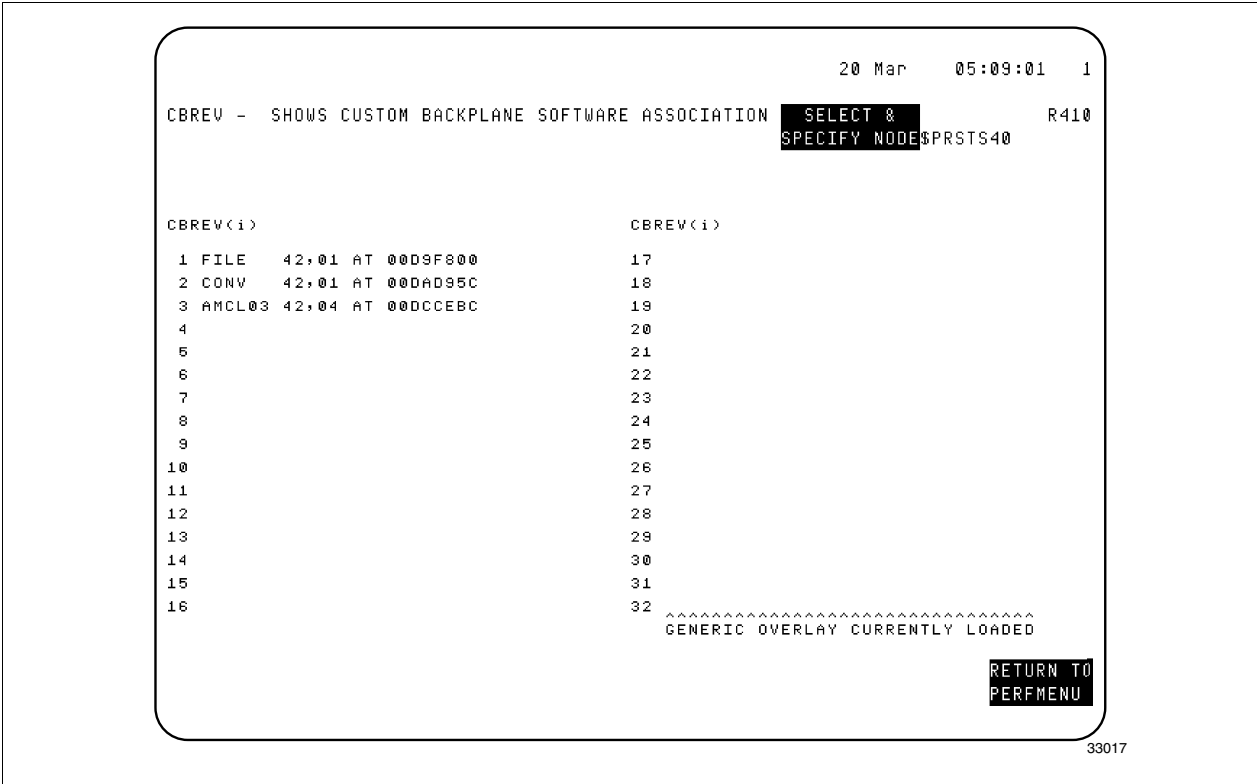 20 Mar 05:09:01 1
CBREV - SHOWS CUSTOM BACKPLANE SOFTWARE ASSOCIATION SELECT & R410
SPECIFY NODE$PRSTS40
CBREV(i) CBREV(i)
1 FILE 42,01 AT 00D9F800 17
2 CONV 42,01 AT 00DAD95C 18
3 AMCL03 42,04 AT 00DCCEBC 19
4 20
5 21
6 22
7 23
8 24
9 25
10 26
11 27
12 28
13 29
14 30
15 31
16 32 ^^^^^^^^^^^^^^^^^^^^^^^^^^^^^^^^
GENERIC OVERLAY CURRENTLY LOADED
RETURN TO
PERFMENU
33017